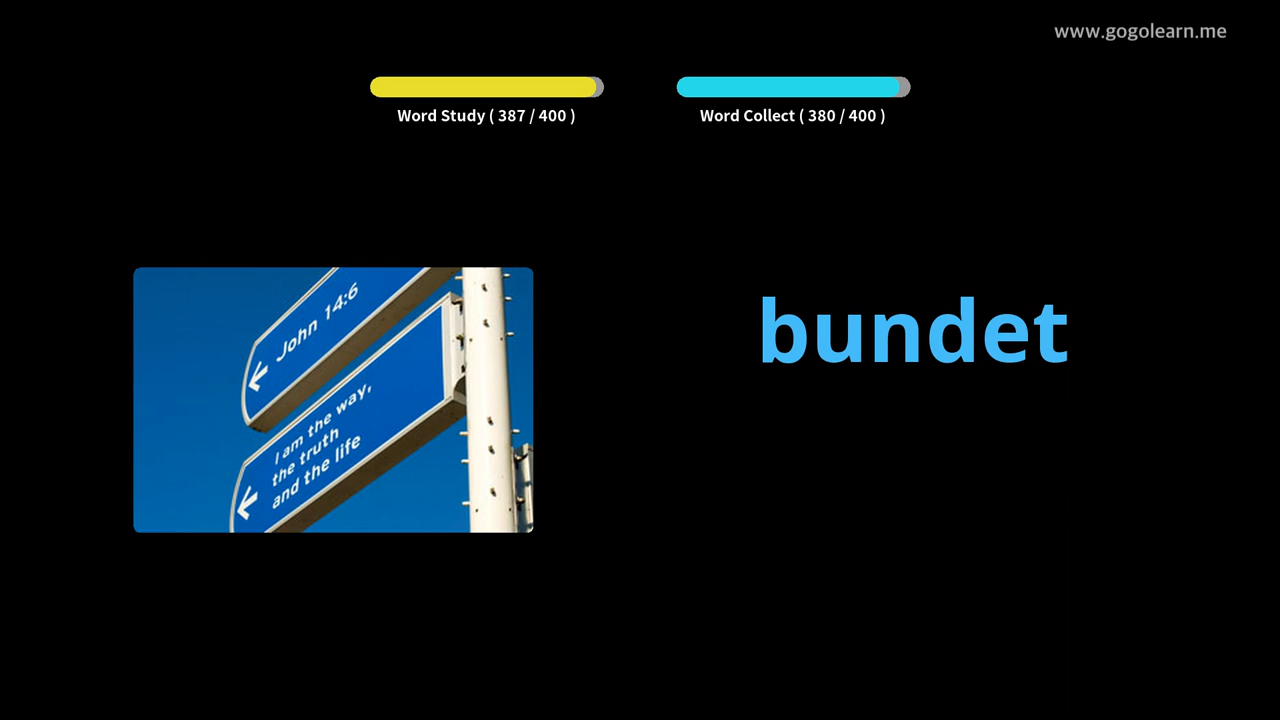 www.gogolearn.me
Word Study ( 387 / 400 )
Word Collect ( 380 / 400 )
John 14:6
I am the way,
the truth
and the life
bundet